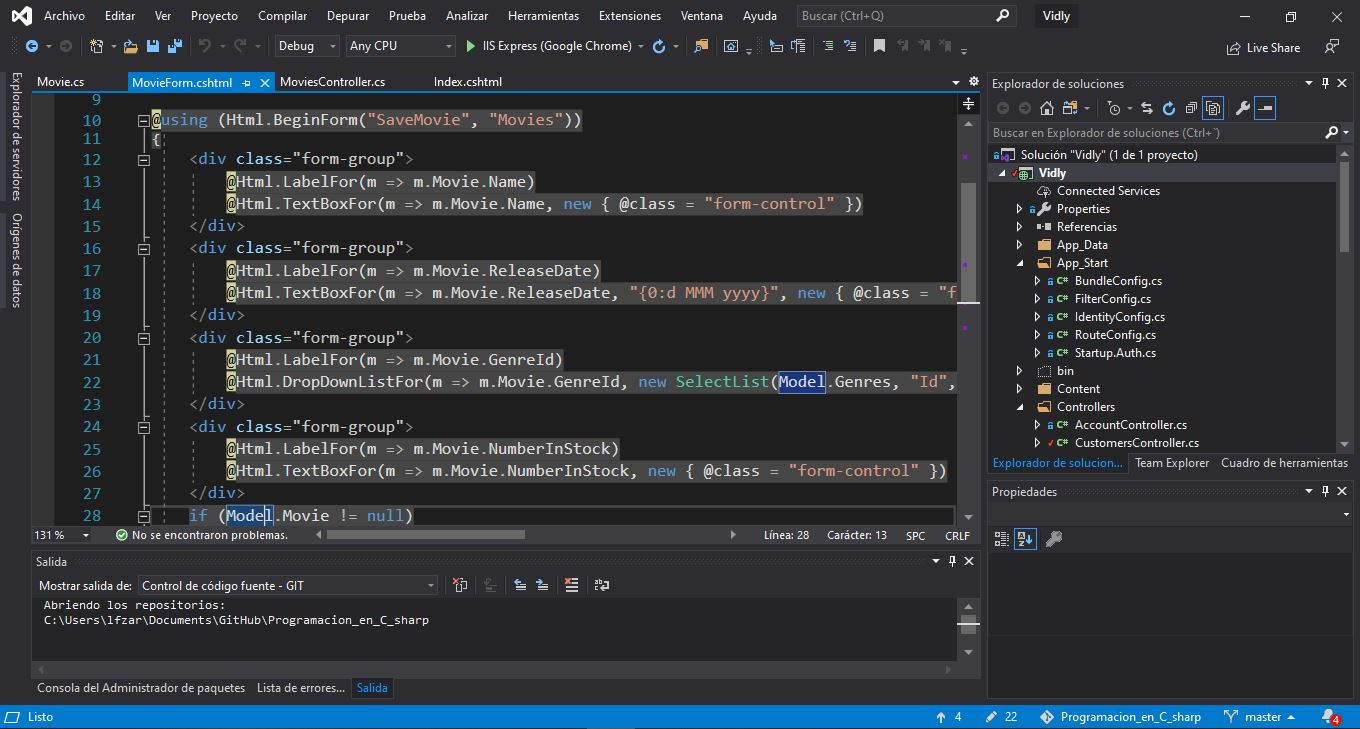 Archivo Editar Ver Proyecto Compilar Depurar Prueba Analizar Herramientas Extensiones Ventana Ayuda Buscar (Ctrl+Q) Vidly
Debug Any CPU IIS Express (Google Chrome) Live Share
Explorador de servidores
Orígenes de datos
Movie.cs MovieForm.cshtml MoviesController.cs Index.cshtml
9
10 @using (Html.BeginForm("SaveMovie", "Movies"))
11 {
12 <div class="form-group">
13 @Html.LabelFor(m => m.Movie.Name)
14 @Html.TextBoxFor(m => m.Movie.Name, new { @class = "form-control" })
15 </div>
16 <div class="form-group">
17 @Html.LabelFor(m => m.Movie.ReleaseDate)
18 @Html.TextBoxFor(m => m.Movie.ReleaseDate, "{0:d MMM yyyy}", new { @class = "f
19 </div>
20 <div class="form-group">
21 @Html.LabelFor(m => m.Movie.GenreId)
22 @Html.DropDownListFor(m => m.Movie.GenreId, new SelectList(Model.Genres, "Id",
23 </div>
24 <div class="form-group">
25 @Html.LabelFor(m => m.Movie.NumberInStock)
26 @Html.TextBoxFor(m => m.Movie.NumberInStock, new { @class = "form-control" })
27 </div>
28 if (Model.Movie != null)
131 % No se encontraron problemas. Línea: 28 Carácter: 13 SPC CRLF
Salida
Mostrar salida de: Control de código fuente - GIT
Abriendo los repositorios:
C:\Users\lfzar\Documents\GitHub\Programacion_en_C_sharp
Consola del Administrador de paquetes Lista de errores... Salida
Explorador de soluciones
Buscar en Explorador de soluciones (Ctrl+`)
Solución "Vidly" (1 de 1 proyecto)
Vidly
Connected Services
Properties
Referencias
App_Data
App_Start
C# BundleConfig.cs
C# FilterConfig.cs
C# IdentityConfig.cs
C# RouteConfig.cs
C# Startup.Auth.cs
bin
Content
Controllers
C# AccountController.cs
C# CustomersController.cs
Explorador de solucion... Team Explorer Cuadro de herramientas
Propiedades
Listo 4 22 Programacion_en_C_sharp master 4